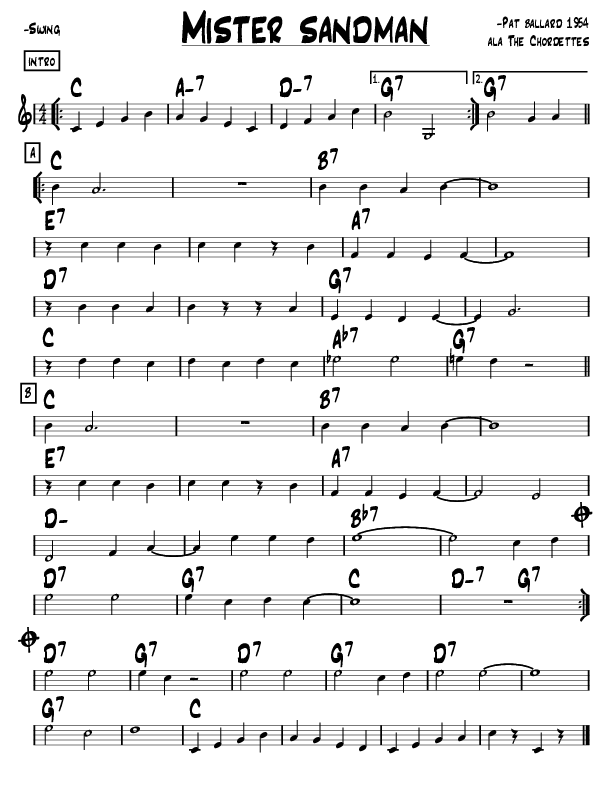 -Swing MISTER SANDMAN -Pat ballard 1954
ala The Chordettes
intro
C A-7 D-7 1. G7 2. G7
4
4
A
C B7
E7 A7
D7 G7
C Ab7 G7
B
C B7
E7 A7
D- Bb7
D7 G7 C D-7 G7
D7 G7 D7 G7 D7
G7 C